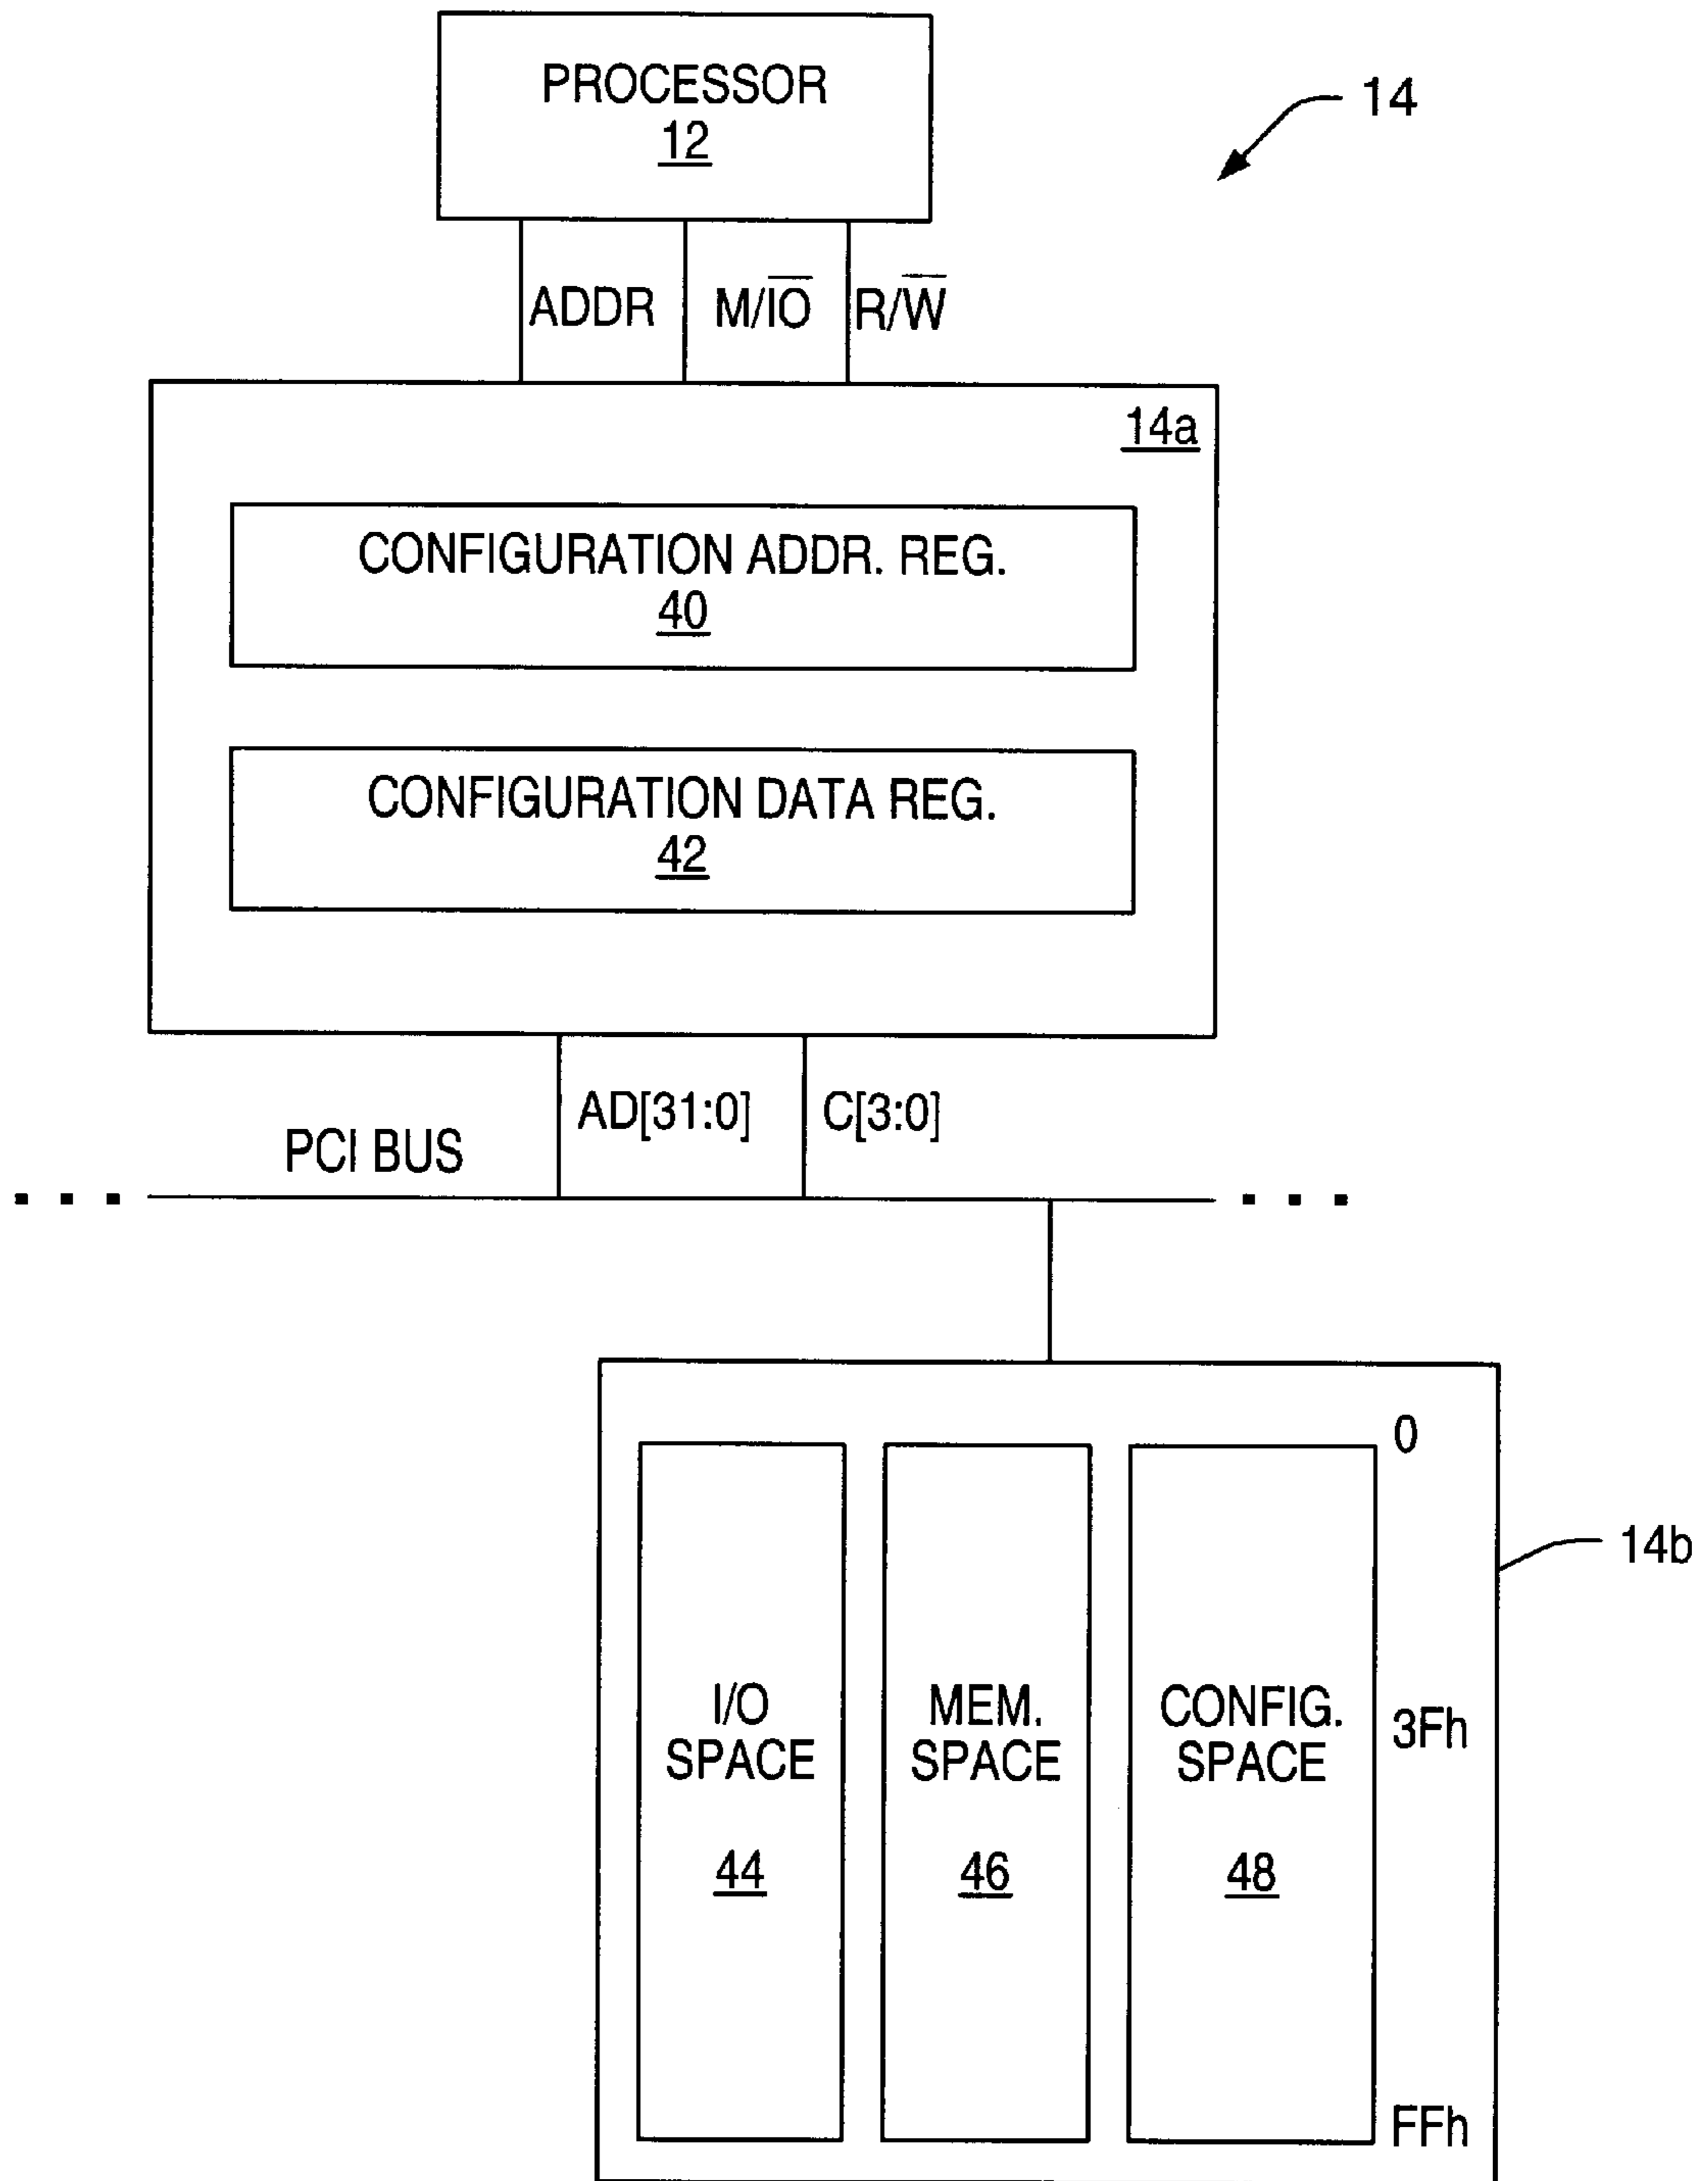 PROCESSOR
12
14
ADDR
M/I̅O̅
R/W̅
14a
CONFIGURATION ADDR. REG.
40
CONFIGURATION DATA REG.
42
AD[31:0]
C[3:0]
PCI BUS
0
14b
I/O
SPACE
44
MEM.
SPACE
46
CONFIG.
SPACE
48
3Fh
FFh